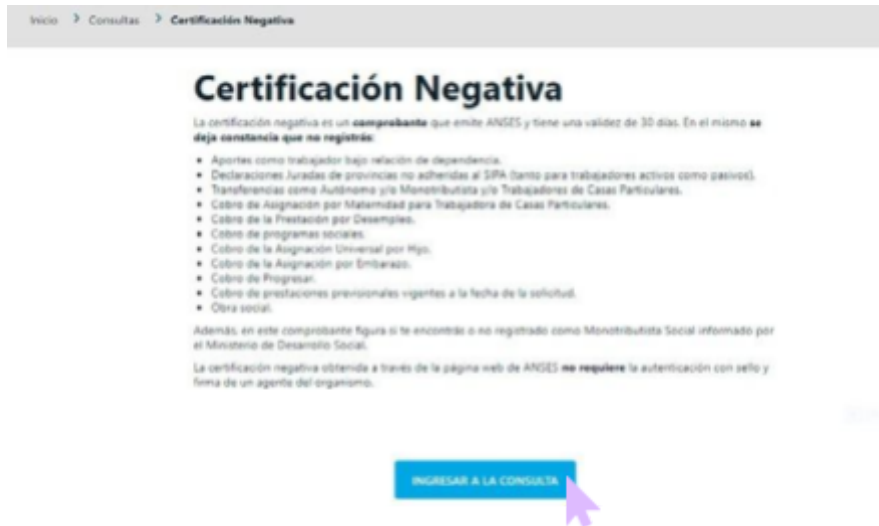 Inicio > Consultas > Certificación Negativa
Certificación Negativa
La certificación negativa es un comprobante que emite ANSES y tiene una validez de 30 días. En el mismo se
deja constancia que no registrás:
• Aportes como trabajador bajo relación de dependencia.
• Declaraciones Juradas de provincias no adheridas al SIPA (tanto para trabajadores activos como pasivos).
• Transferencias como Autónomo y/o Monotributista y/o Trabajadores de Casas Particulares.
• Cobro de Asignación por Maternidad para Trabajadora de Casas Particulares.
• Cobro de la Prestación por Desempleo.
• Cobro de programas sociales.
• Cobro de la Asignación Universal por Hijo.
• Cobro de la Asignación por Embarazo.
• Cobro de Progresar.
• Cobro de prestaciones previsionales vigentes a la fecha de la solicitud.
• Obra social.
Además, en este comprobante figura si te encontrás o no registrado como Monotributista Social informado por
el Ministerio de Desarrollo Social.
La certificación negativa obtenida a través de la página web de ANSES no requiere la autenticación con sello y
firma de un agente del organismo.
INGRESAR A LA CONSULTA